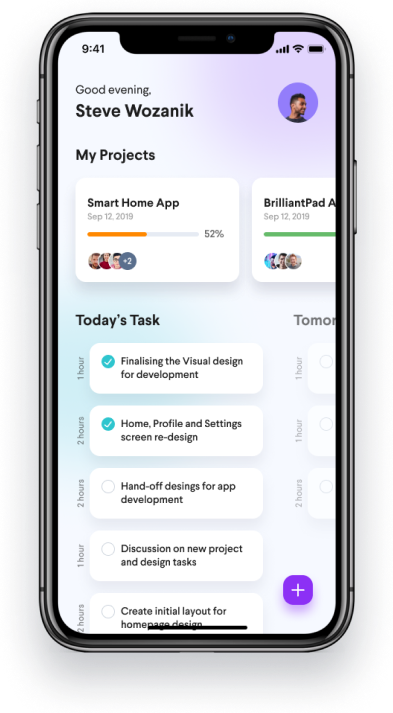 9:41
Good evening,
Steve Wozanik
My Projects
Smart Home App
Sep 12, 2019
52%
+2
BrilliantPad A
Sep 12, 2019
Today's Task
Tomor
1 hour
Finalising the Visual design
for development
2 hours
Home, Profile and Settings
screen re-design
2 hours
Hand-off desings for app
development
1 hour
Discussion on new project
and design tasks
2 hours
Create initial layout for
homepage design
1 hour
1 hour
2 hours